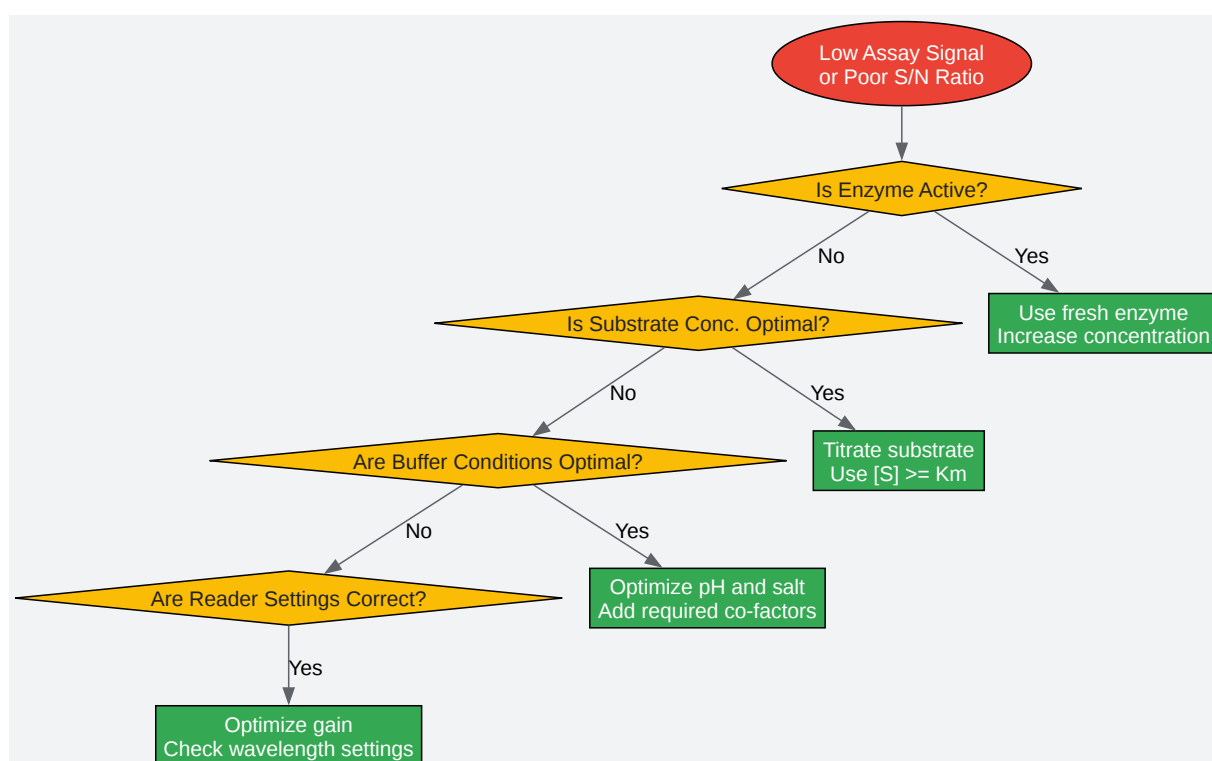 Low Assay Signal
or Poor S/N Ratio
Is Enzyme Active?
No
Yes
Is Substrate Conc. Optimal?
Use fresh enzyme
Increase concentration
No
Yes
Are Buffer Conditions Optimal?
Titrate substrate
Use [S] >= Km
No
Yes
Are Reader Settings Correct?
Optimize pH and salt
Add required co-factors
Yes
Optimize gain
Check wavelength settings